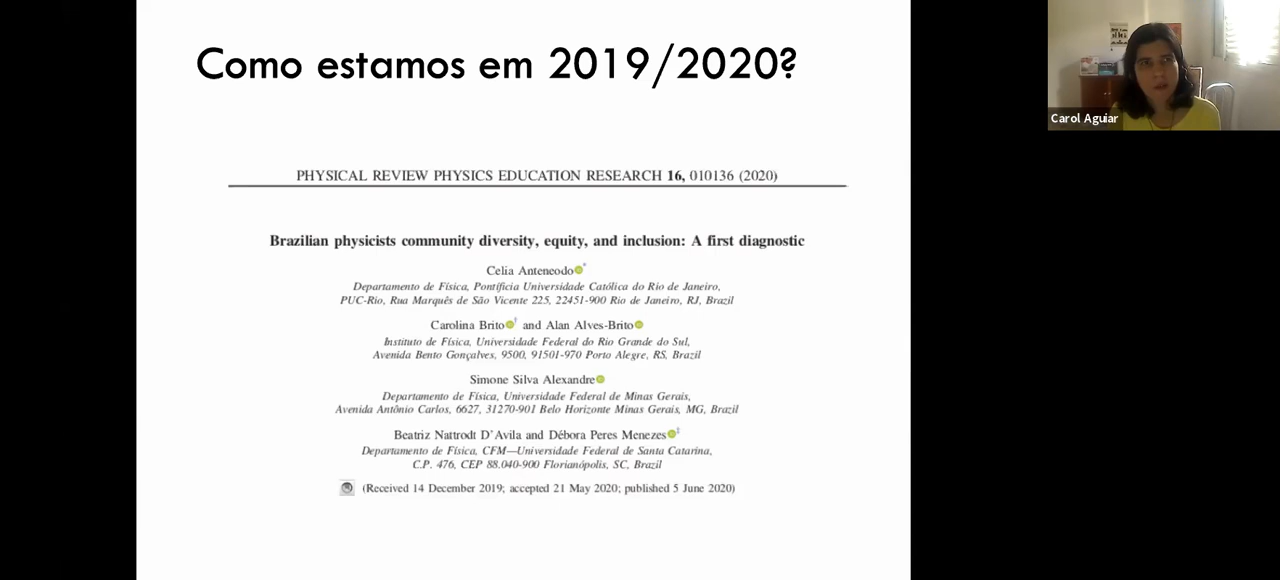 Como estamos em 2019/2020?
Carol Aguiar
PHYSICAL REVIEW PHYSICS EDUCATION RESEARCH 16, 010136 (2020)
Brazilian physicists community diversity, equity, and inclusion: A first diagnostic
Celia Anteneodo*
Departamento de Física, Pontifícia Universidade Católica do Rio de Janeiro,
PUC-Rio, Rua Marquês de São Vicente 225, 22451-900 Rio de Janeiro, RJ, Brazil
Carolina Brito† and Alan Alves-Brito
Instituto de Física, Universidade Federal do Rio Grande do Sul,
Avenida Bento Gonçalves, 9500, 91501-970 Porto Alegre, RS, Brazil
Simone Silva Alexandre
Departamento de Física, Universidade Federal de Minas Gerais,
Avenida Antônio Carlos, 6627, 31270-901 Belo Horizonte Minas Gerais, MG, Brazil
Beatriz Nattrodt D'Avila and Débora Peres Menezes‡
Departamento de Física, CFM—Universidade Federal de Santa Catarina,
C.P. 476, CEP 88.040-900 Florianópolis, SC, Brazil
(Received 14 December 2019; accepted 21 May 2020; published 5 June 2020)